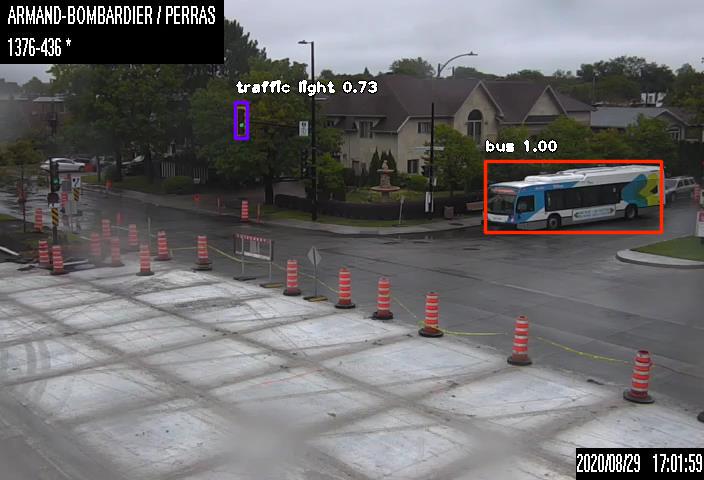 ARMAND-BOMBARDIER / PERRAS
1376-436 *
traffic light 0.73
bus 1.00
2020/08/29 17:01:59